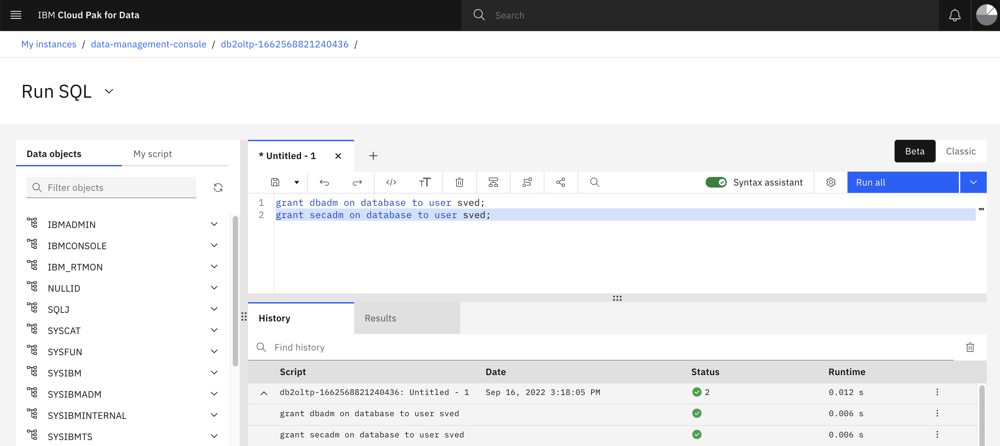 IBM Cloud Pak for Data
Search
My instances / data-management-console / db2oltp-1662568821240436 /
Run SQL
Data objects
My script
Filter objects
IBMADMIN
IBMCONSOLE
IBM_RTMON
NULLID
SQLJ
SYSCAT
SYSFUN
SYSIBM
SYSIBMADM
SYSIBMINTERNAL
SYSIBMTS
* Untitled - 1
Beta
Classic
Syntax assistant
Run all
1 grant dbadm on database to user sved;
2 grant secadm on database to user sved;
History
Results
Find history
Script Date Status Runtime
db2oltp-1662568821240436: Untitled - 1 Sep 16, 2022 3:18:05 PM 2 0.012 s
grant dbadm on database to user sved 0.006 s
grant secadm on database to user sved 0.006 s